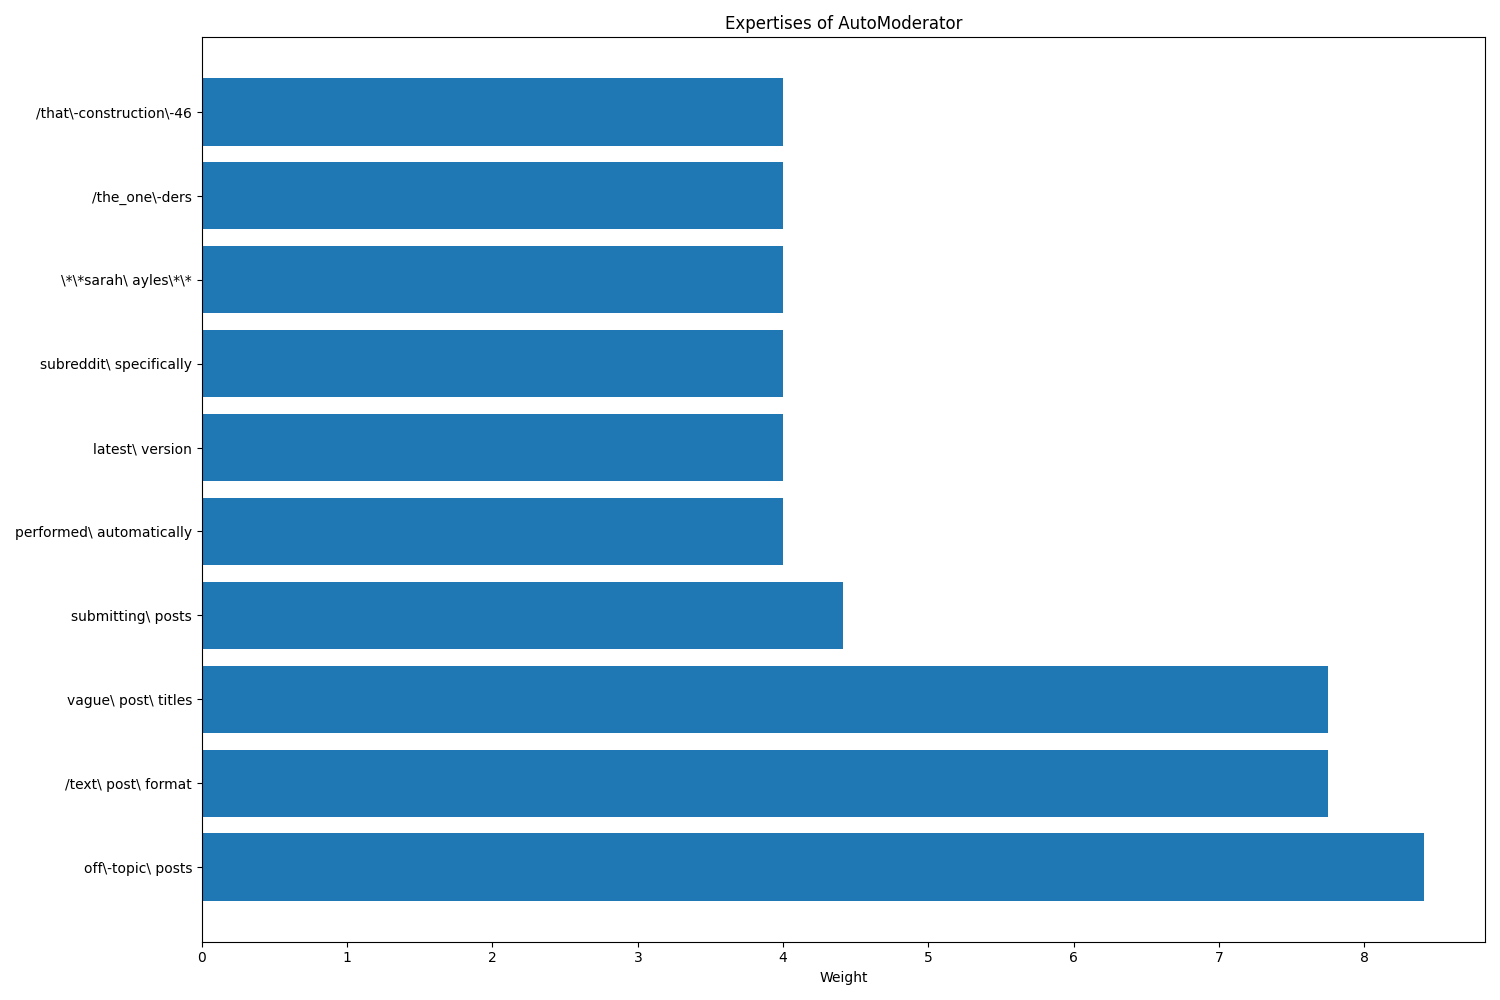 Expertises of AutoModerator
/that\-construction\-46
/the_one\-ders
\*\*sarah\ ayles\*\*
subreddit\ specifically
latest\ version
performed\ automatically
submitting\ posts
vague\ post\ titles
/text\ post\ format
off\-topic\ posts
0 1 2 3 4 5 6 7 8
Weight